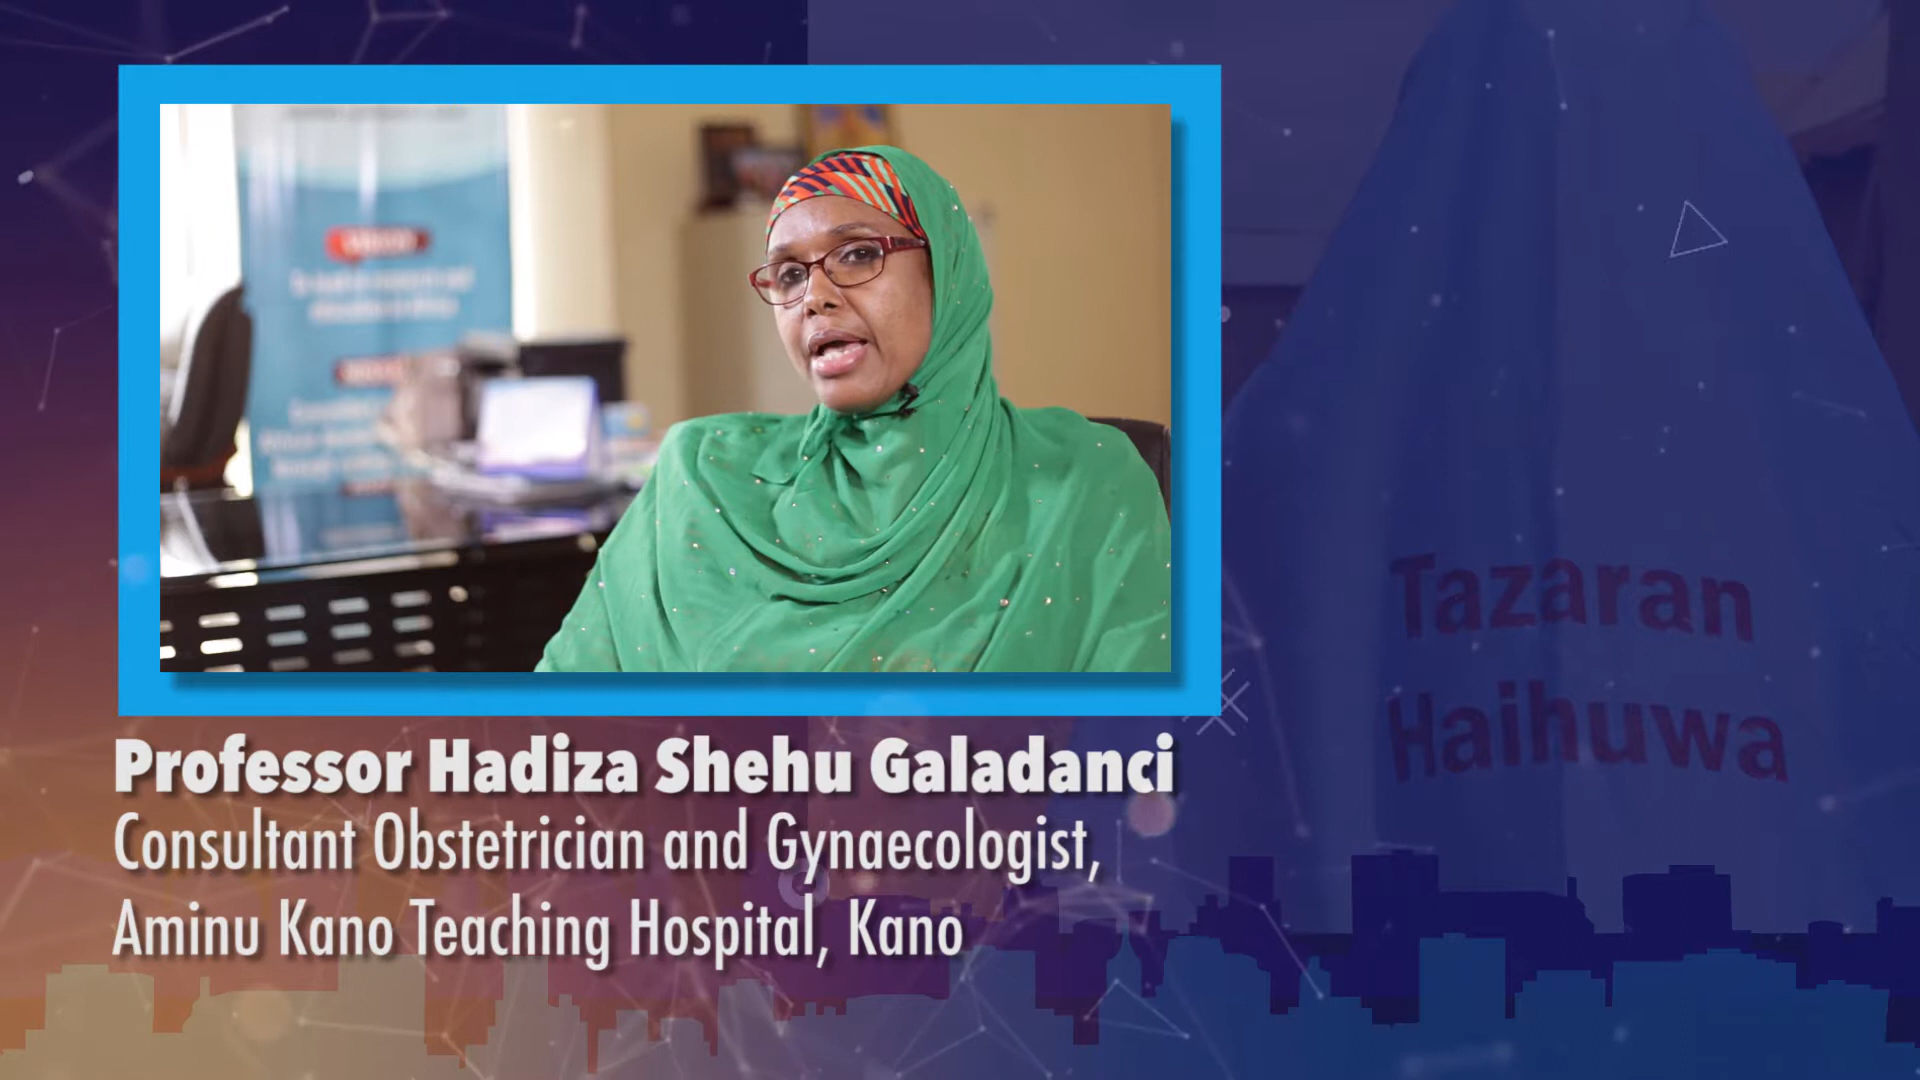 Professor Hadiza Shehu Galadanci
Consultant Obstetrician and Gynaecologist,
Aminu Kano Teaching Hospital, Kano
Tazaran
Haihuwa